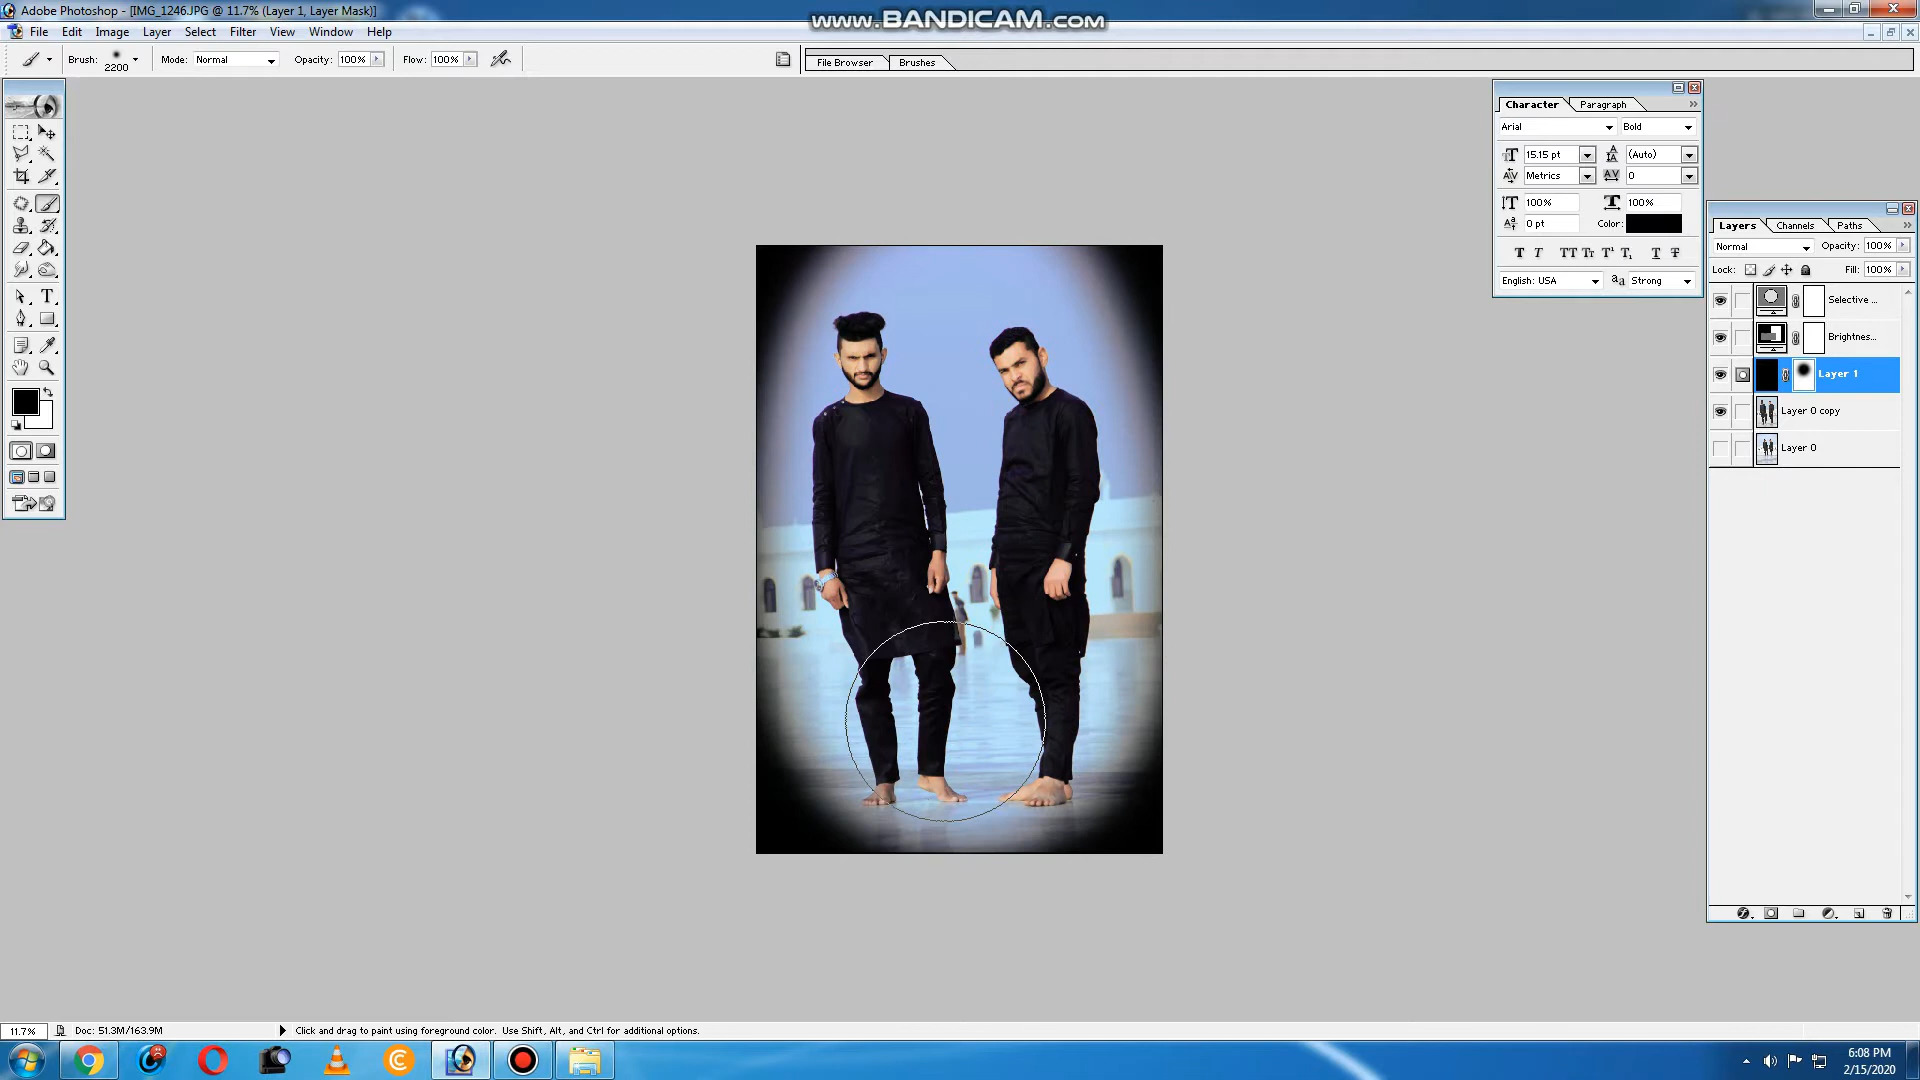 Adobe Photoshop - [IMG_1246.JPG @ 11.7% (Layer 1, Layer Mask)]
www.BANDICAM.com
File Edit Image Layer Select Filter View Window Help
Brush: 2200 Mode: Normal Opacity: 100% Flow: 100% File Browser Brushes
Character Paragraph
Arial Bold
15.15 pt (Auto)
Metrics 0
100% 100%
0 pt Color:
English: USA Strong
Layers Channels Paths
Normal Opacity: 100%
Lock: Fill: 100%
Selective ...
Brightnes...
Layer 1
Layer 0 copy
Layer 0
11.7% Doc: 51.3M/163.9M Click and drag to paint using foreground color. Use Shift, Alt, and Ctrl for additional options.
6:08 PM
2/15/2020